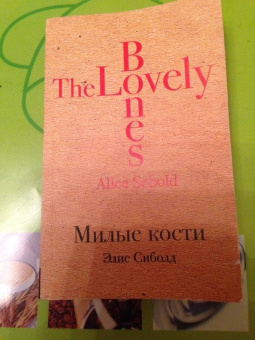 The Lovely
Bones
Alice Sebold
Милые кости
Элис Сиболд